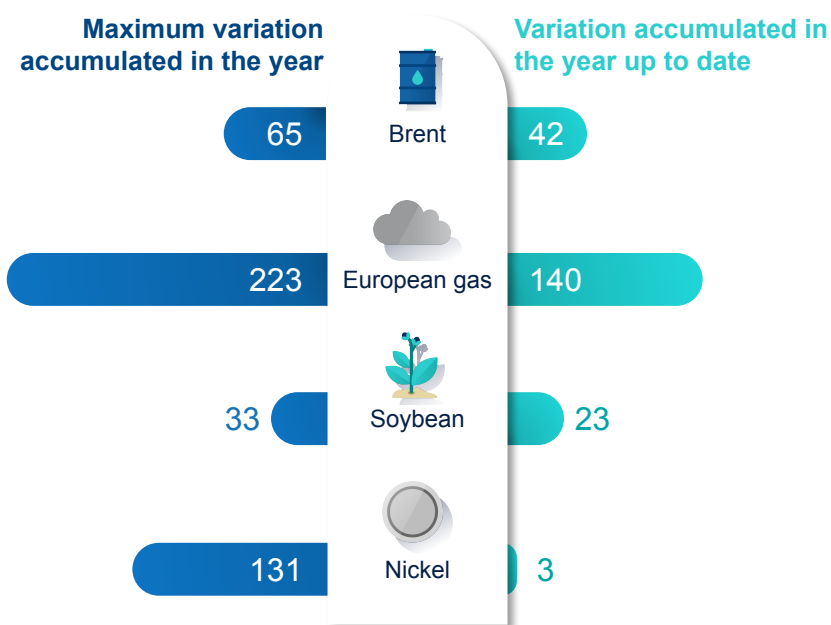 Maximum variation
accumulated in the year
Variation accumulated in
the year up to date
65
Brent
42
223
European gas
140
33
Soybean
23
131
Nickel
3